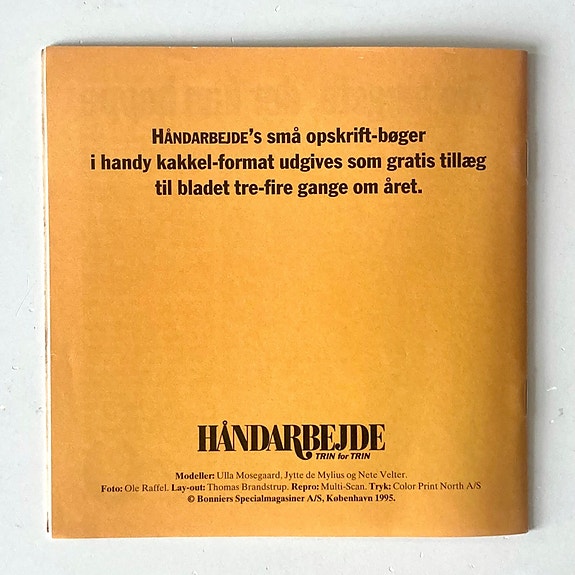 HÅNDARBEJDE's små opskrift-bøger
i handy kakkel-format udgives som gratis tillæg
til bladet tre-fire gange om året.
HÅNDARBEJDE
TRIN for TRIN
Modeller: Ulla Mosegaard, Jytte de Mylius og Nete Velter.
Foto: Ole Raffel. Lay-out: Thomas Brandstrup. Repro: Multi-Scan. Tryk: Color Print North A/S
© Bonniers Specialmagasiner A/S, København 1995.